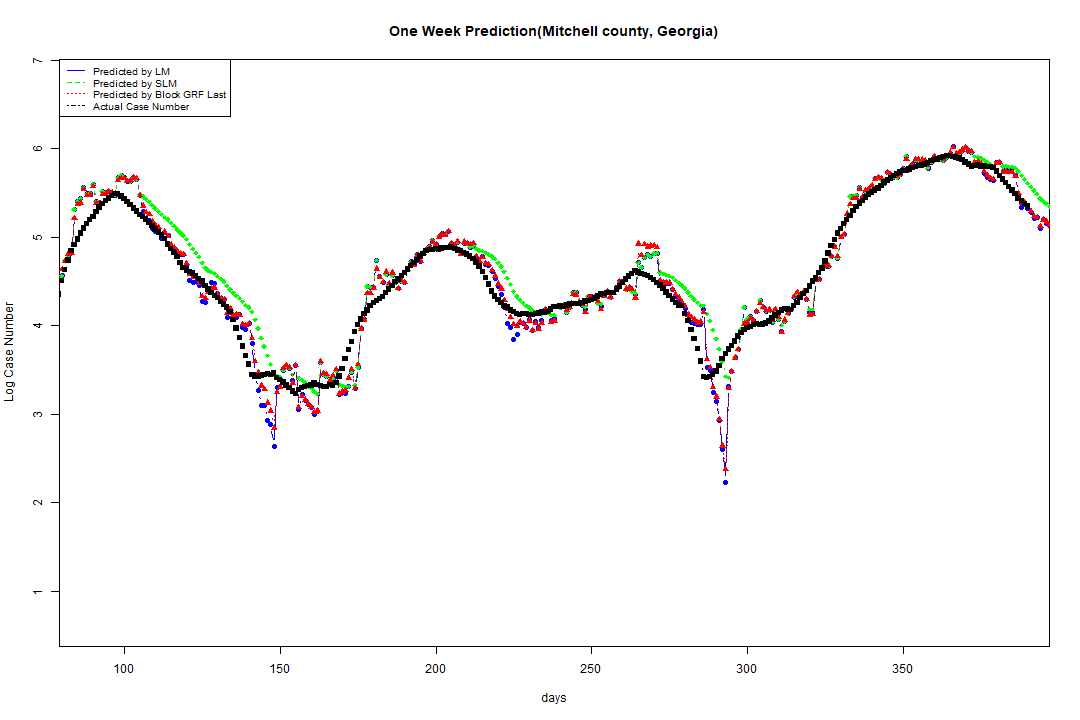 One Week Prediction(Mitchell county, Georgia)
Predicted by LM
Predicted by SLM
Predicted by Block GRF Last
Actual Case Number
7
6
5
4
3
2
1
Log Case Number
100 150 200 250 300 350
days